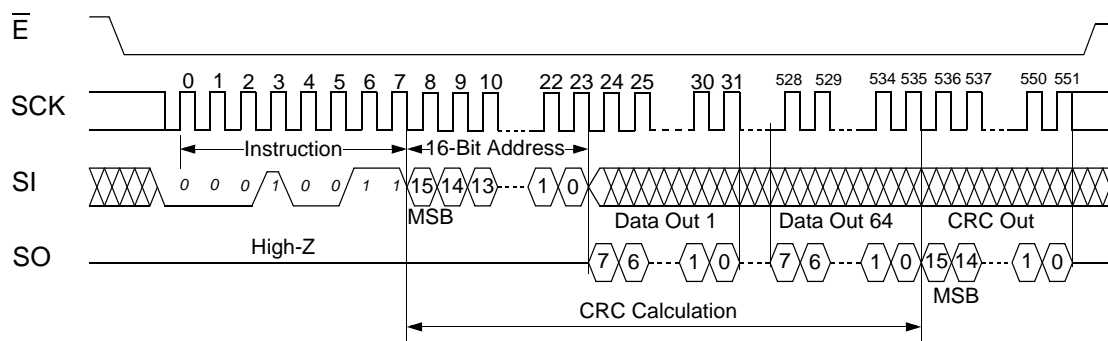 E
SCK
0 1 2 3 4 5 6 7 8 9 10 22 23 24 25 30 31 528 529 534 535 536 537 550 551
Instruction 16-Bit Address
SI
0 0 0 1 0 0 1 1 15 14 13 1 0
MSB Data Out 1 Data Out 64 CRC Out
High-Z
SO
7 6 1 0 7 6 1 0 15 14 1 0
MSB
CRC Calculation